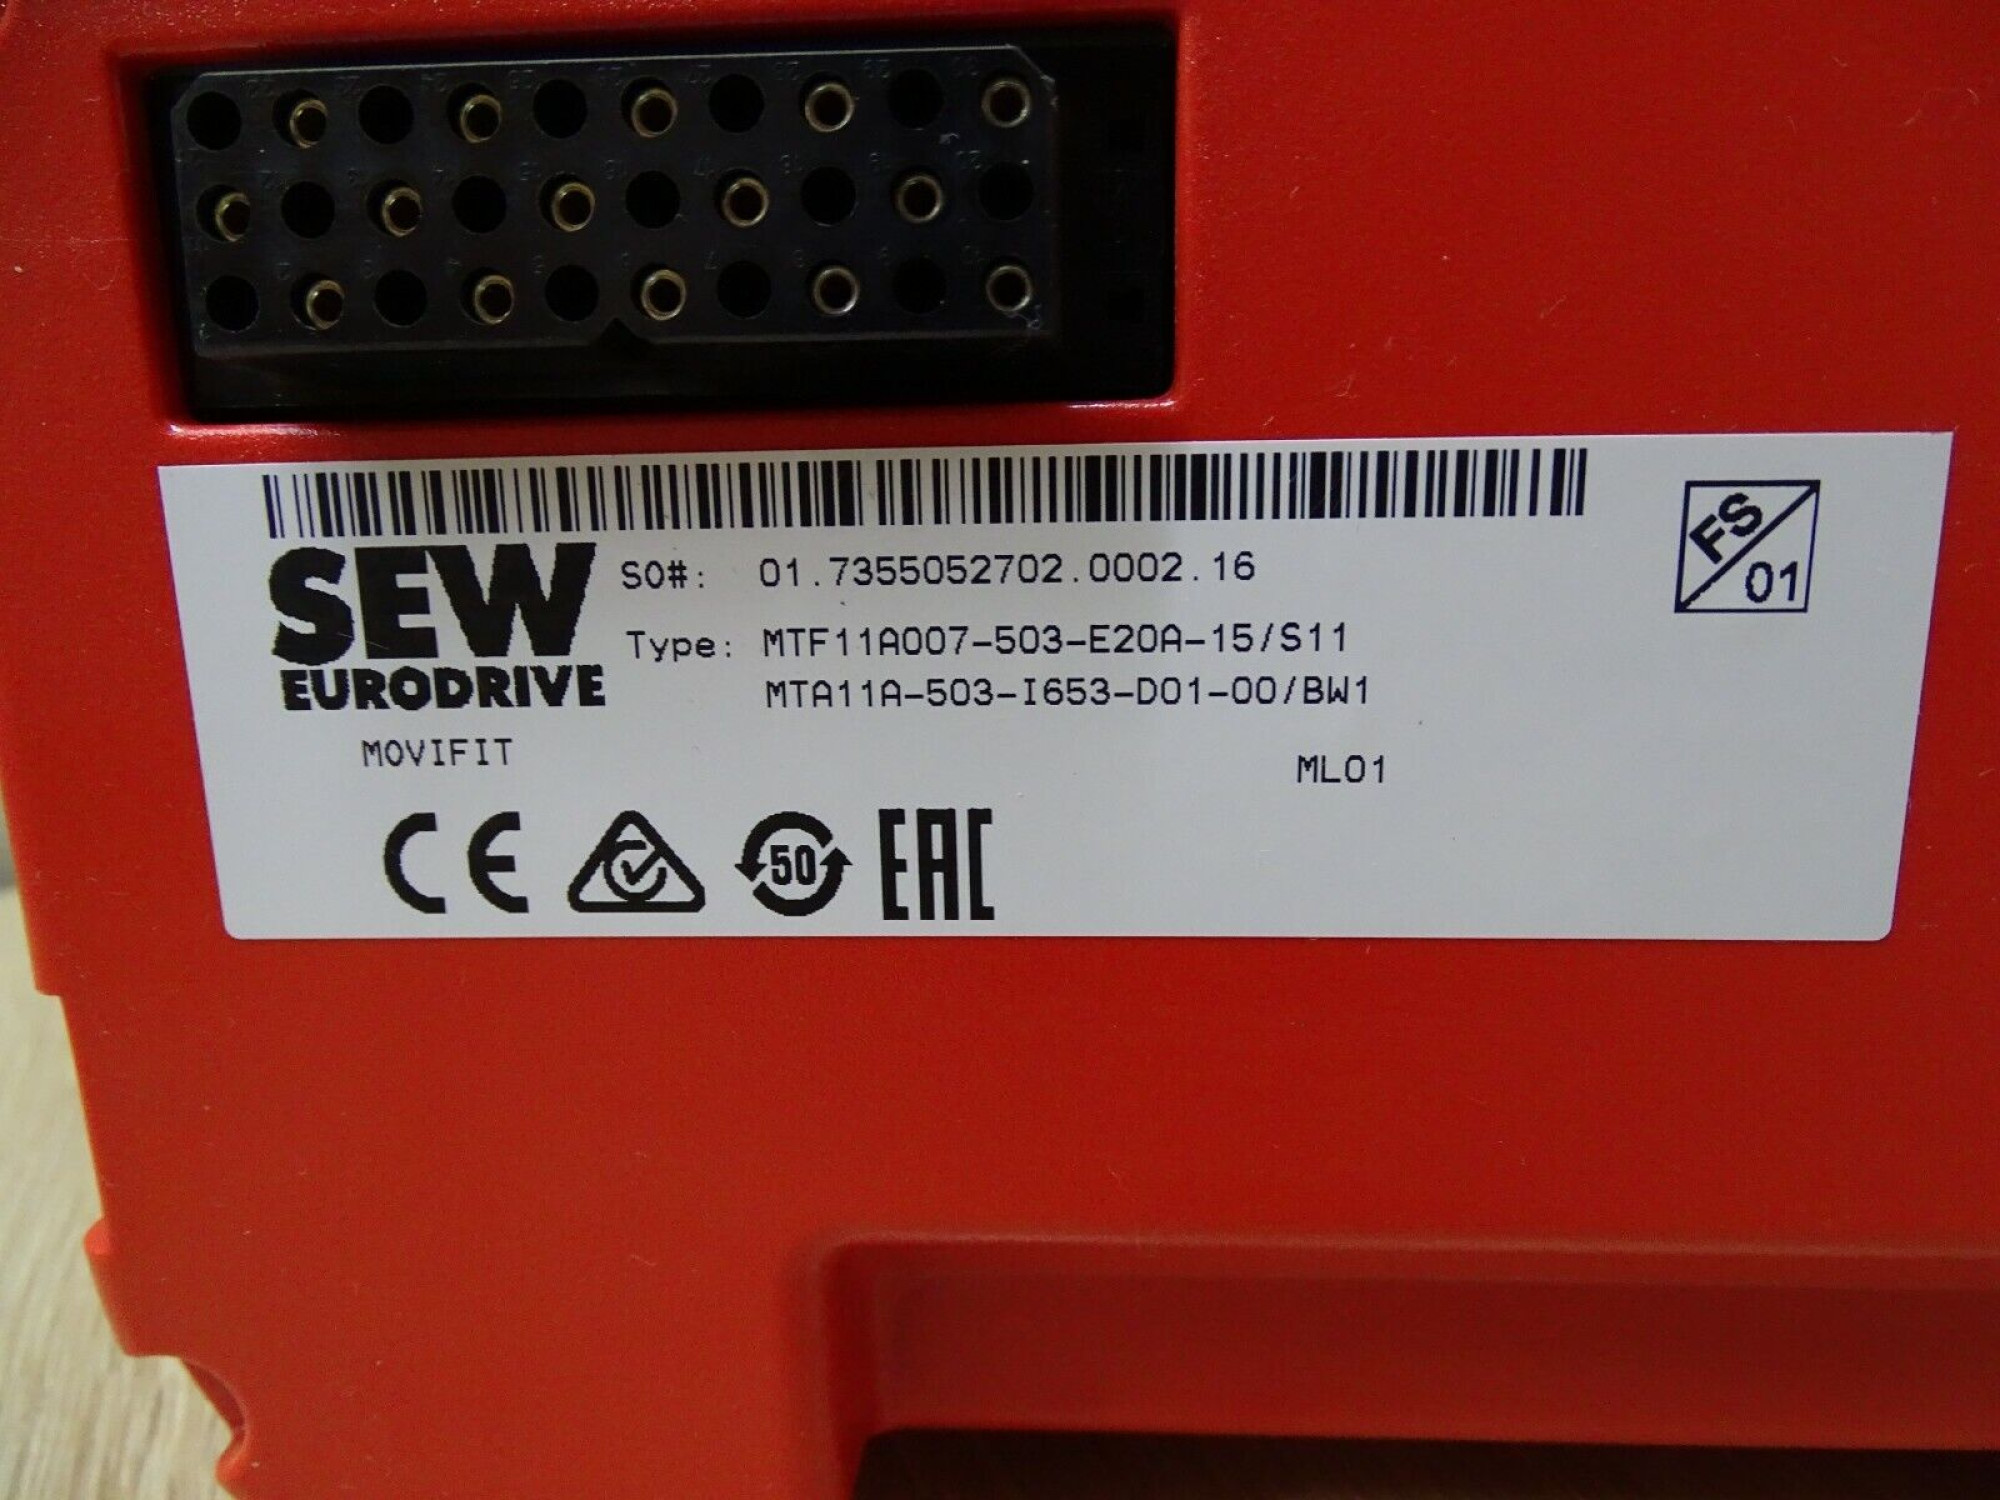 SEW
EURODRIVE
SO#: 01.7355052702.0002.16
Type: MTF11A007-503-E20A-15/S11
MTA11A-503-I653-D01-00/BW1
MOVIFIT
ML01
FS
01
CE
50
EAC